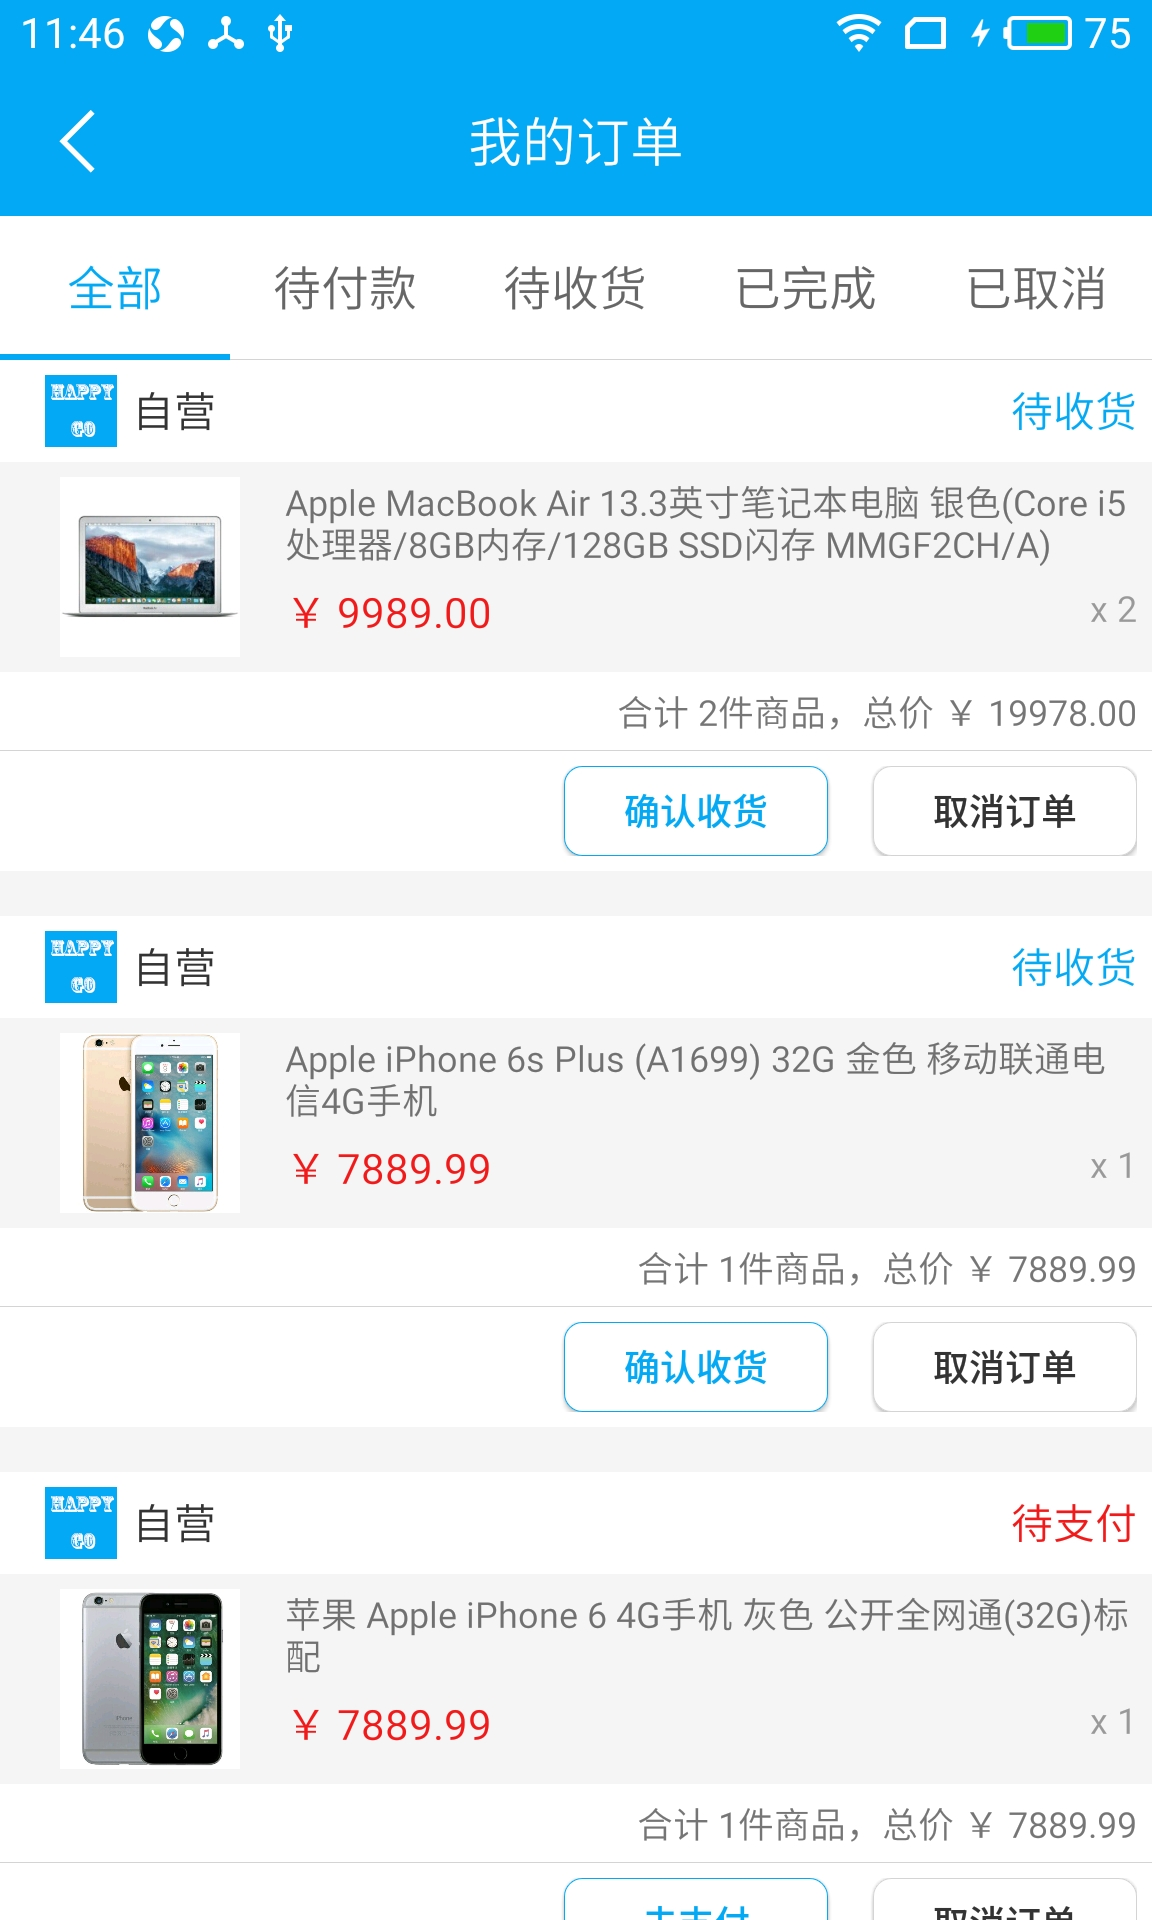 11:46 75
我的订单
全部 待付款 待收货 已完成 已取消
HAPPY GO 自营 待收货
Apple MacBook Air 13.3英寸笔记本电脑 银色(Core i5
处理器/8GB内存/128GB SSD闪存 MMGF2CH/A)
￥ 9989.00 x 2
合计 2件商品，总价 ￥ 19978.00
确认收货 取消订单
HAPPY GO 自营 待收货
Apple iPhone 6s Plus (A1699) 32G 金色 移动联通电
信4G手机
￥ 7889.99 x 1
合计 1件商品，总价 ￥ 7889.99
确认收货 取消订单
HAPPY GO 自营 待支付
苹果 Apple iPhone 6 4G手机 灰色 公开全网通(32G)标
配
￥ 7889.99 x 1
合计 1件商品，总价 ￥ 7889.99
去支付 取消订单